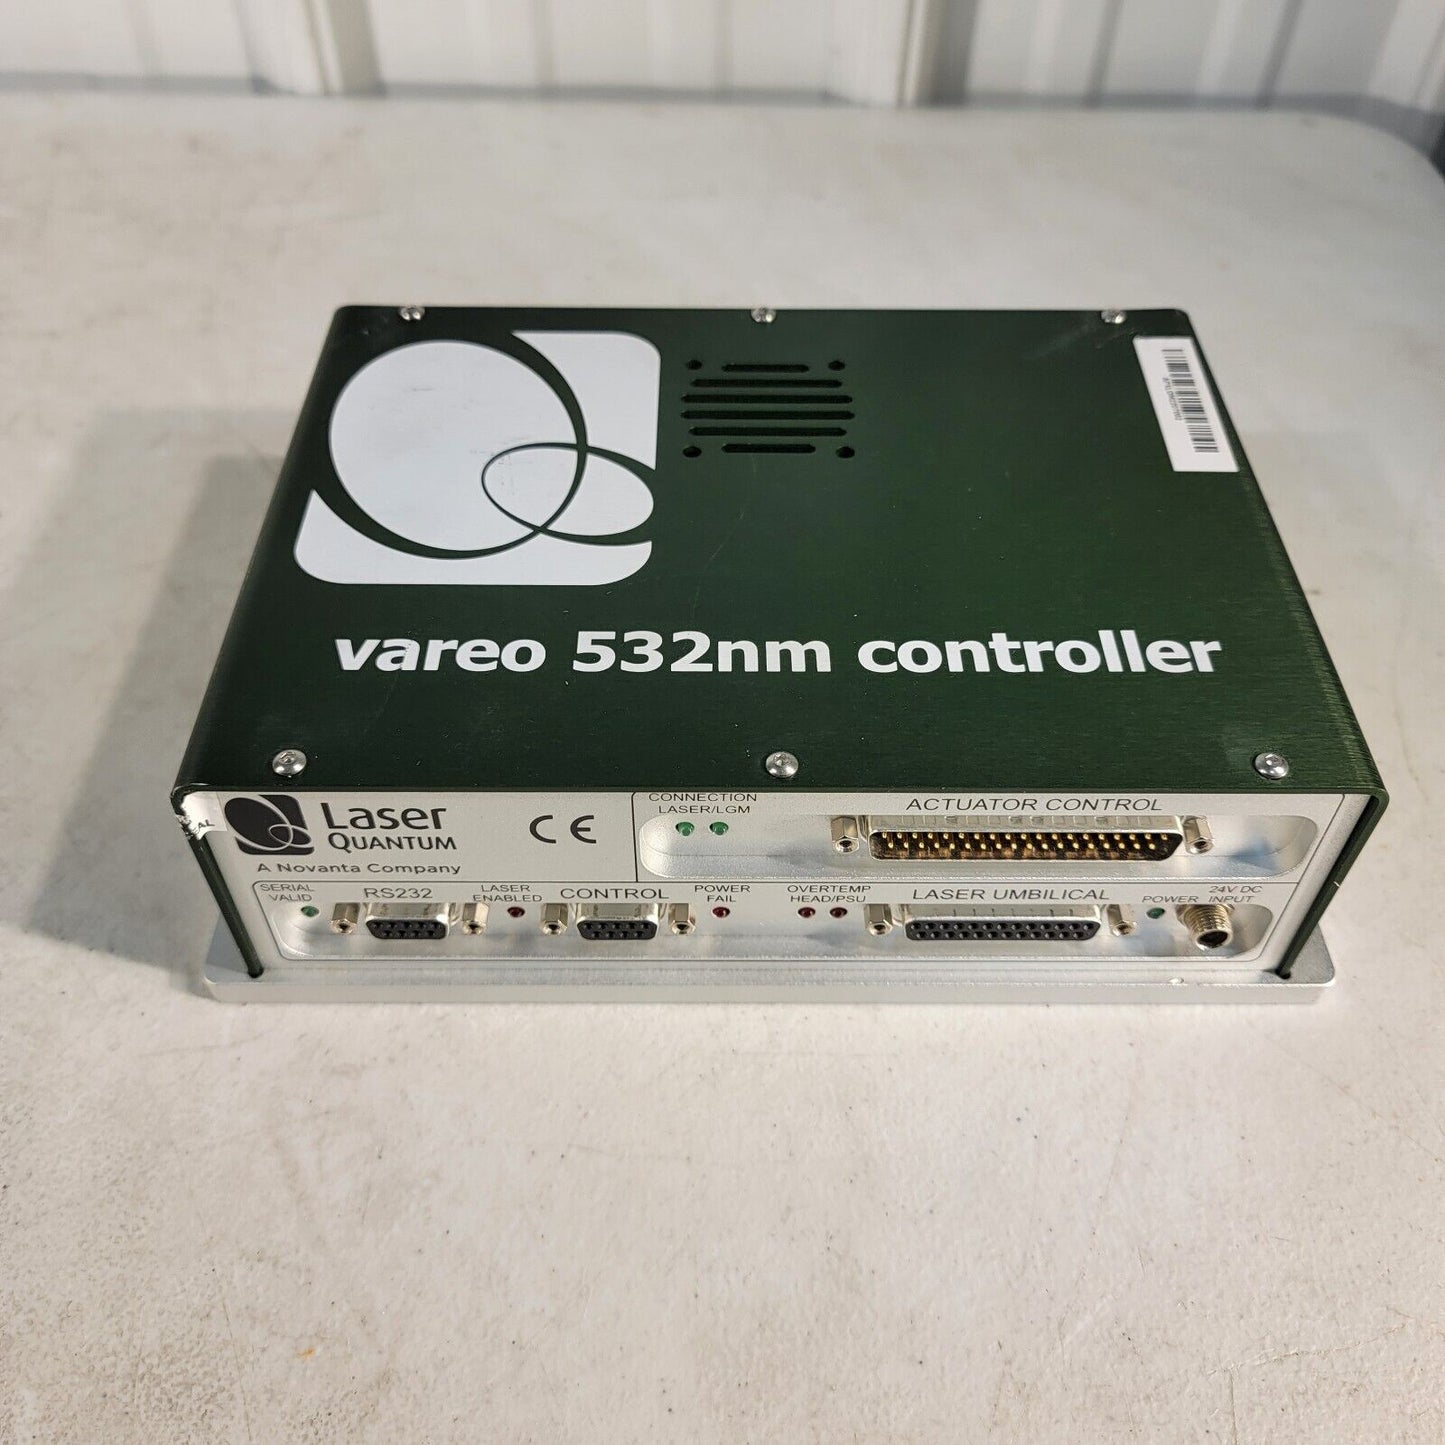 vareo 532nm controller
Laser
QUANTUM
A Novanta Company
CE
CONNECTION
LASER/LGM
ACTUATOR CONTROL
SERIAL
VALID
RS232
LASER
ENABLED
CONTROL
POWER
FAIL
OVERTEMP
HEAD/PSU
LASER UMBILICAL
POWER
24V DC
INPUT